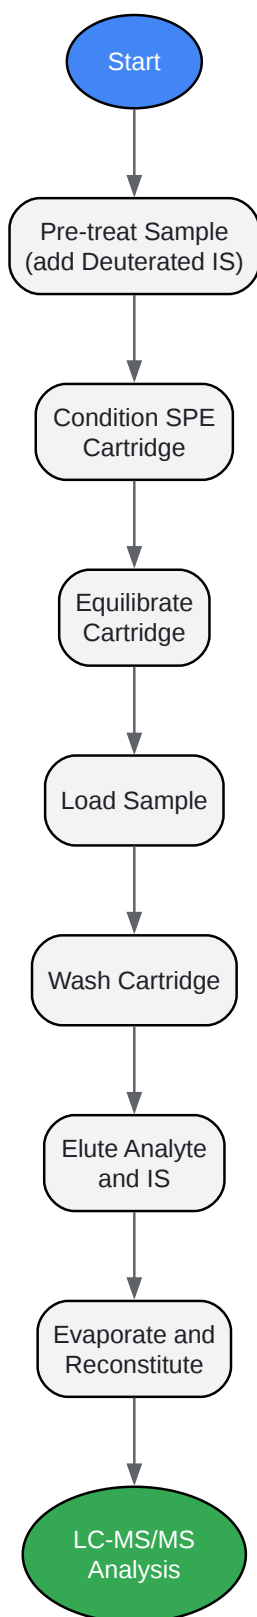 Start
Pre-treat Sample
(add Deuterated IS)
Condition SPE
Cartridge
Equilibrate
Cartridge
Load Sample
Wash Cartridge
Elute Analyte
and IS
Evaporate and
Reconstitute
LC-MS/MS
Analysis